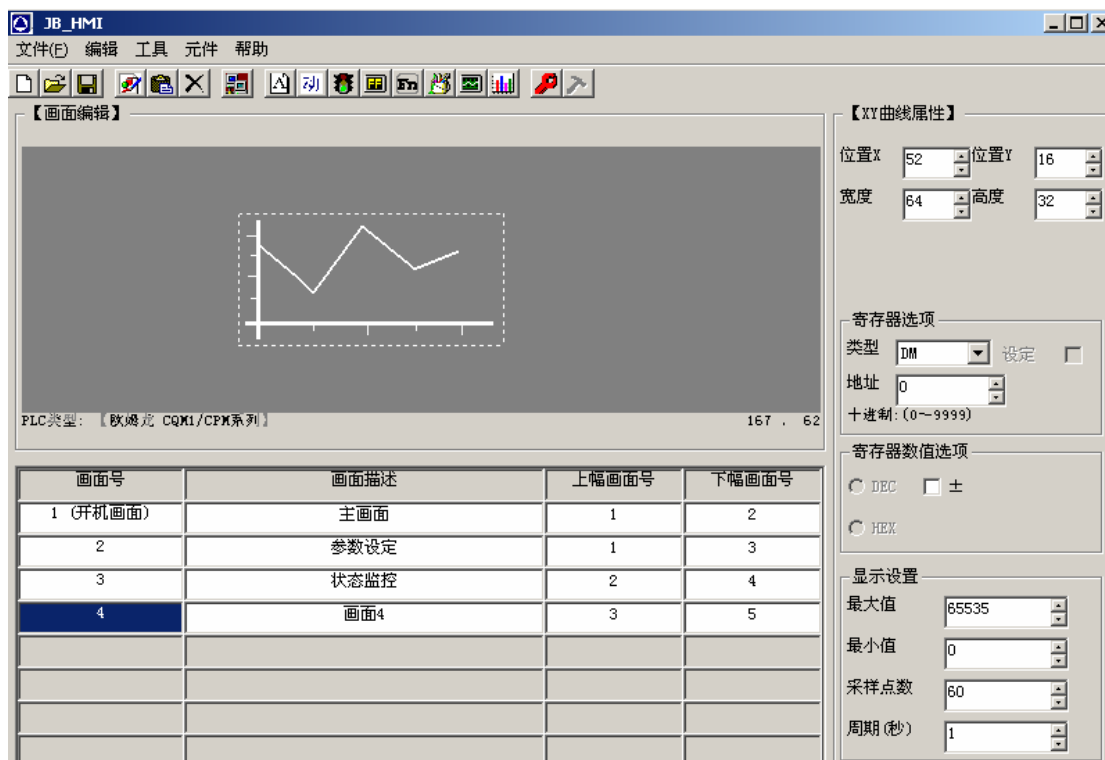 JB_HMI
文件(F) 编辑 工具 元件 帮助
【画面编辑】
PLC类型: 【欧姆龙 CQM1/CPM系列】 167 . 62
画面号 画面描述 上幅画面号 下幅画面号
1 (开机画面) 主画面 1 2
2 参数设定 1 3
3 状态监控 2 4
4 画面4 3 5
【XY曲线属性】
位置X 52 位置Y 16
宽度 64 高度 32
寄存器选项
类型 DM 设定
地址 0
十进制:(0~9999)
寄存器数值选项
DEC ±
HEX
显示设置
最大值 65535
最小值 0
采样点数 60
周期(秒) 1